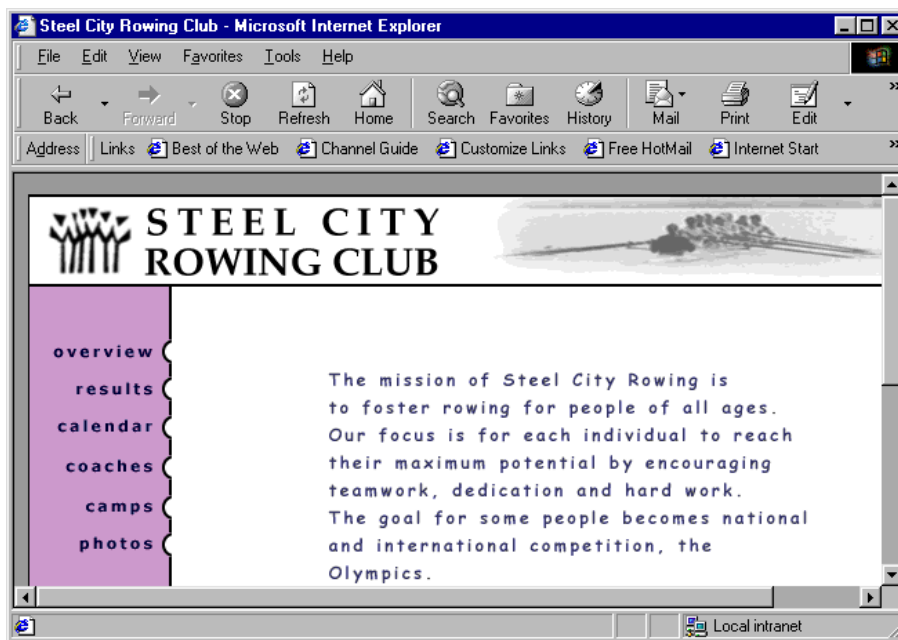 Steel City Rowing Club - Microsoft Internet Explorer
File Edit View Favorites Tools Help
Back Forward Stop Refresh Home Search Favorites History Mail Print Edit
Address Links Best of the Web Channel Guide Customize Links Free HotMail Internet Start
STEEL CITY
ROWING CLUB
overview
results
calendar
coaches
camps
photos
The mission of Steel City Rowing is
to foster rowing for people of all ages.
Our focus is for each individual to reach
their maximum potential by encouraging
teamwork, dedication and hard work.
The goal for some people becomes national
and international competition, the
Olympics.
Local intranet